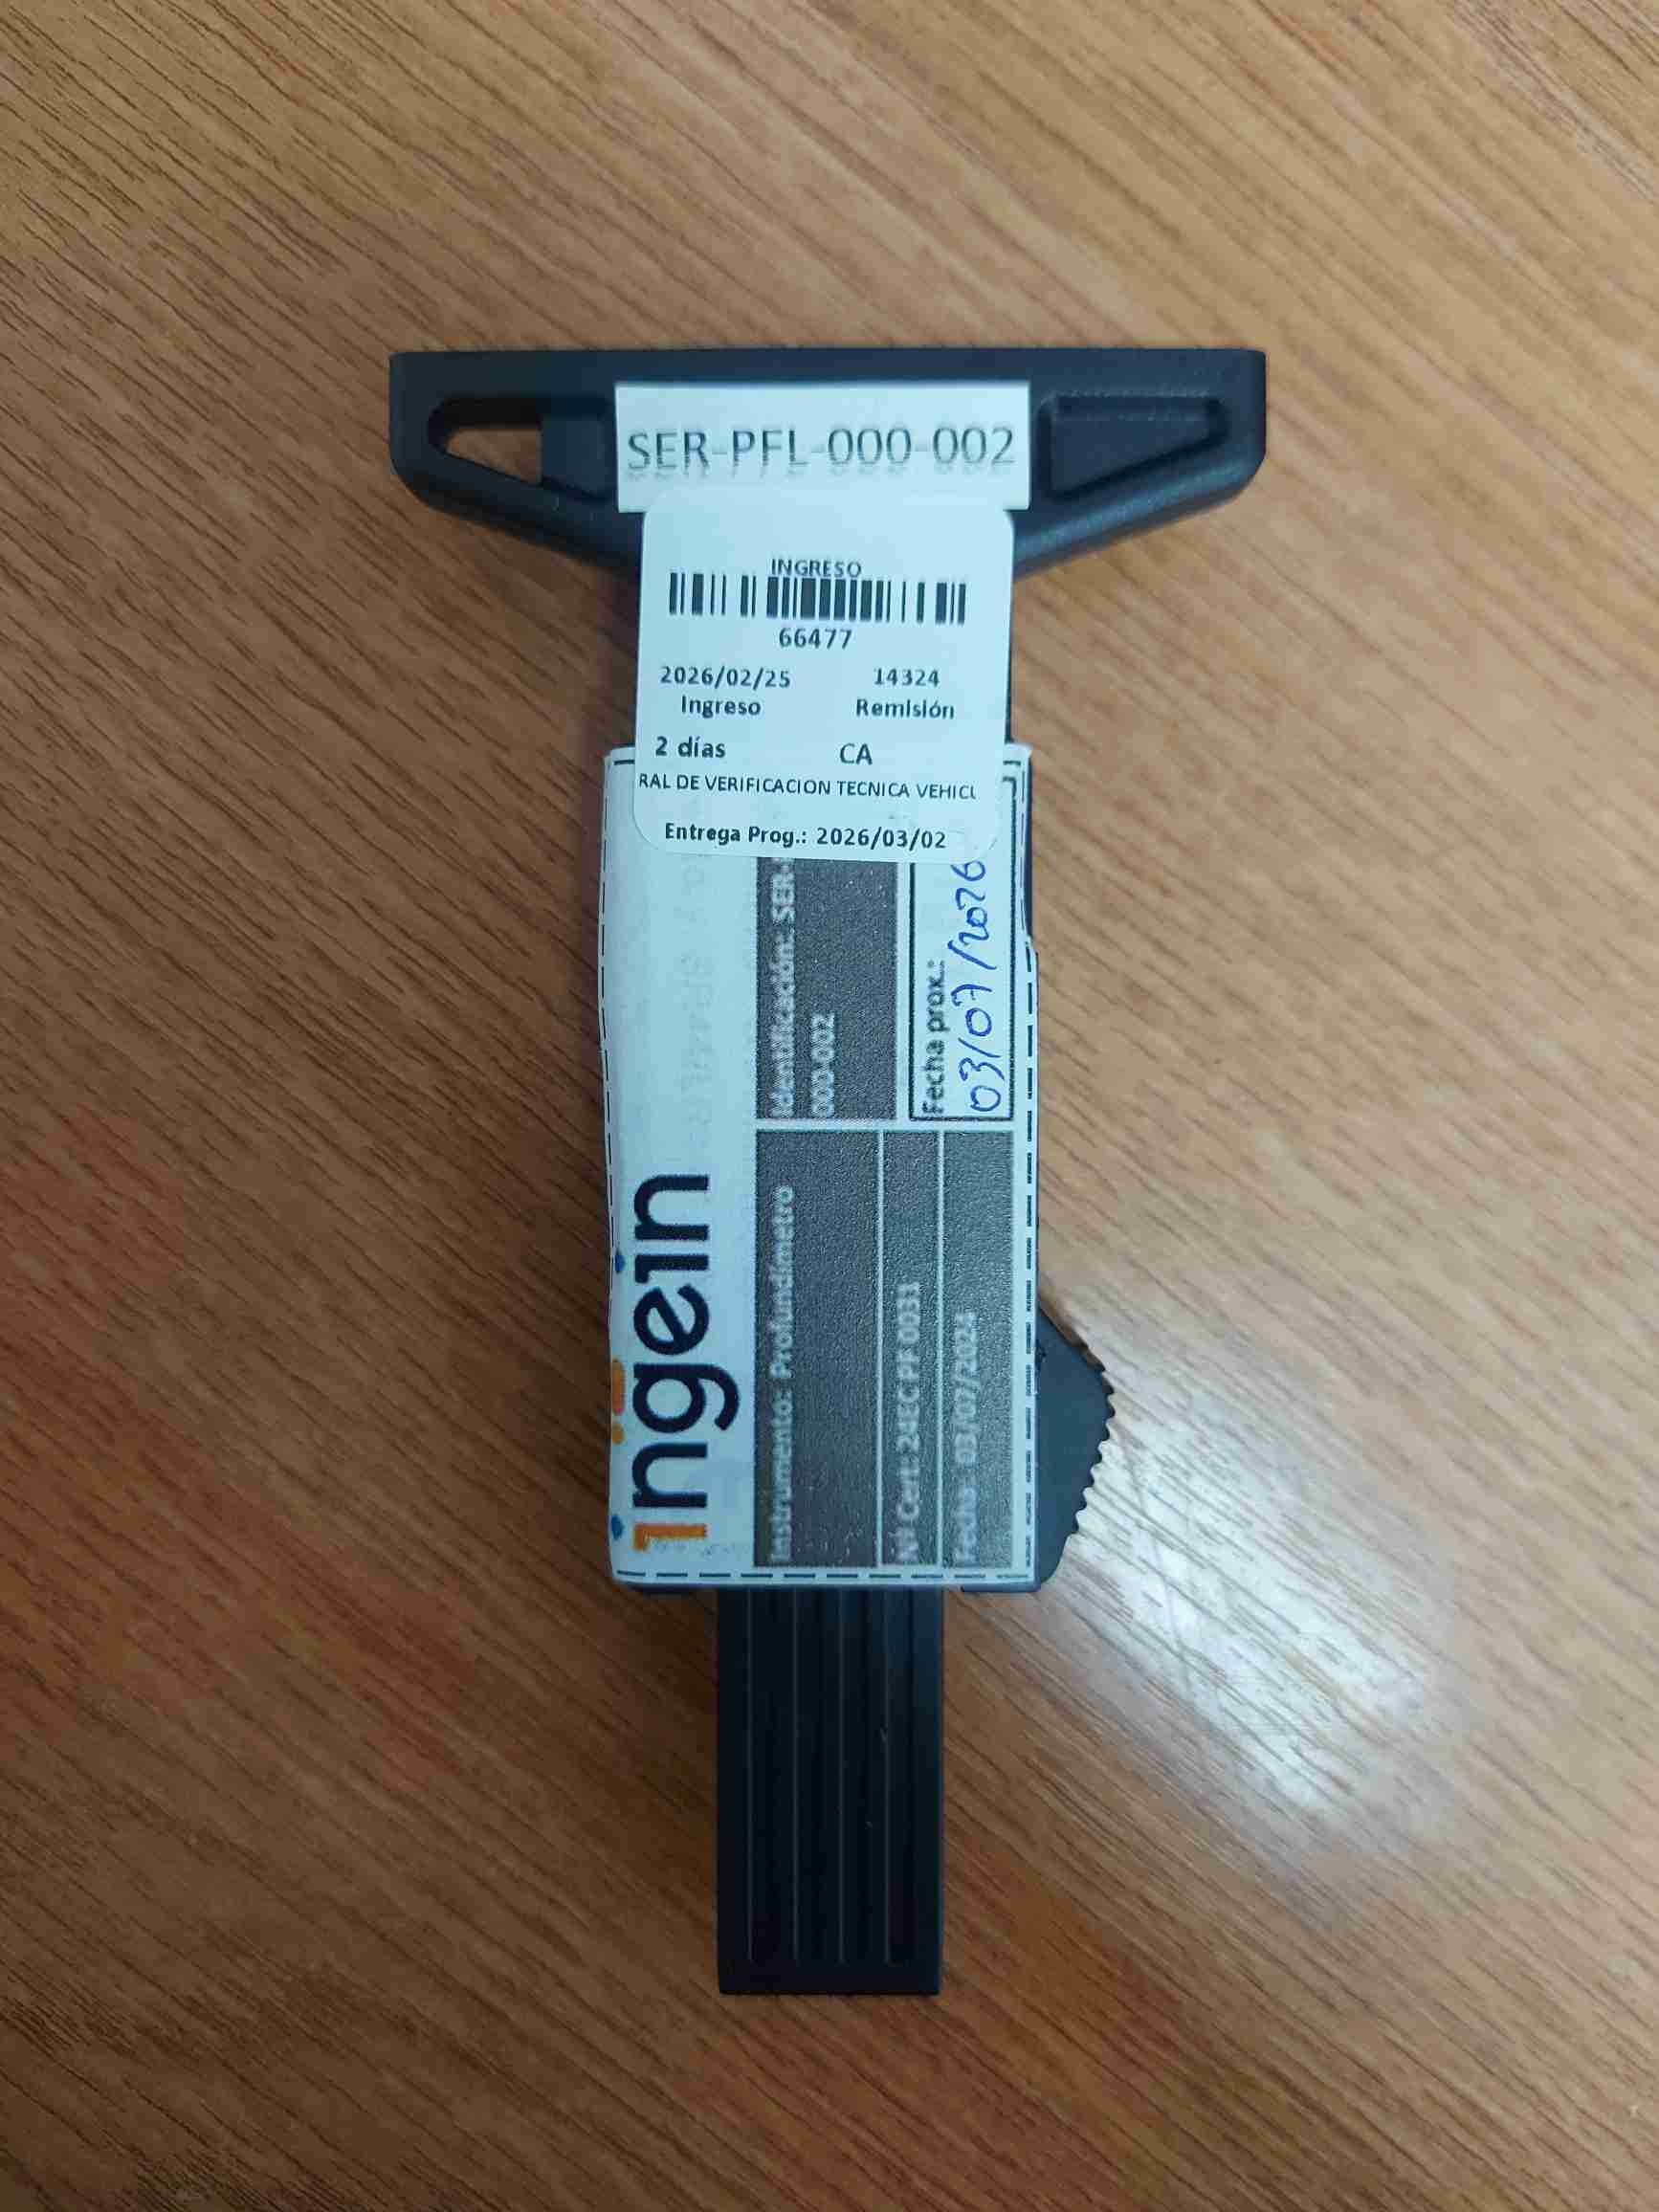 SER-PFL-000-002
INGRESO
66477
2026/02/25 14324
Ingreso Remisión
2 días CA
RAL DE VERIFICACION TECNICA VEHICU
Entrega Prog.: 2026/03/02
ingein
Instrumento: Profundímetro
Identificación: SER-
000-002
Nº Cert: 24EC PF 0031
Fecha: 03/07/2024
Fecha prox.:
03/07/2026